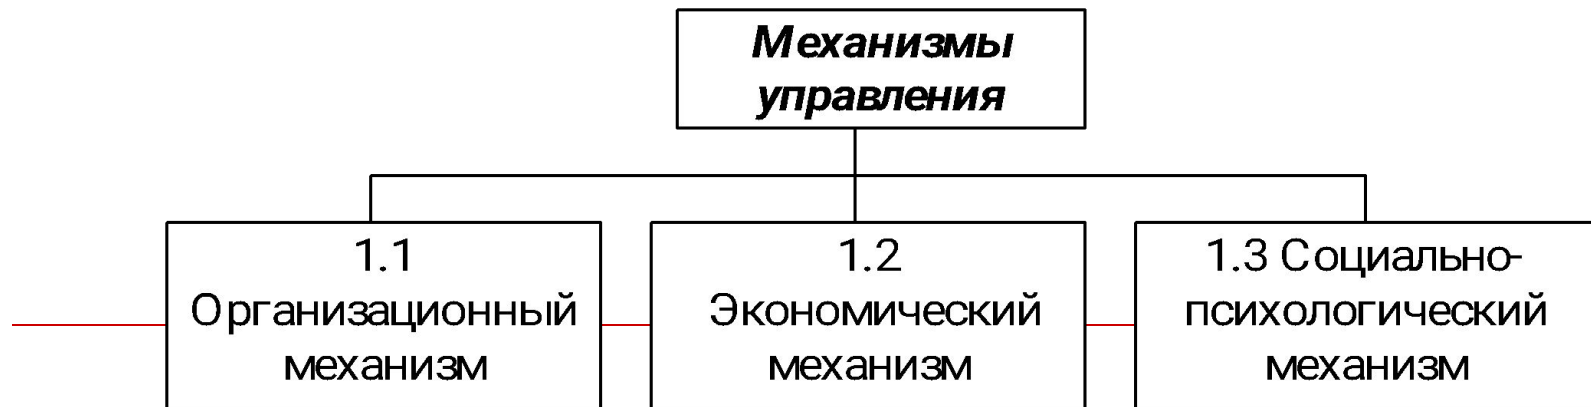 Механизмы
управления
1.1
Организационный
механизм
1.2
Экономический
механизм
1.3 Социально-
психологический
механизм